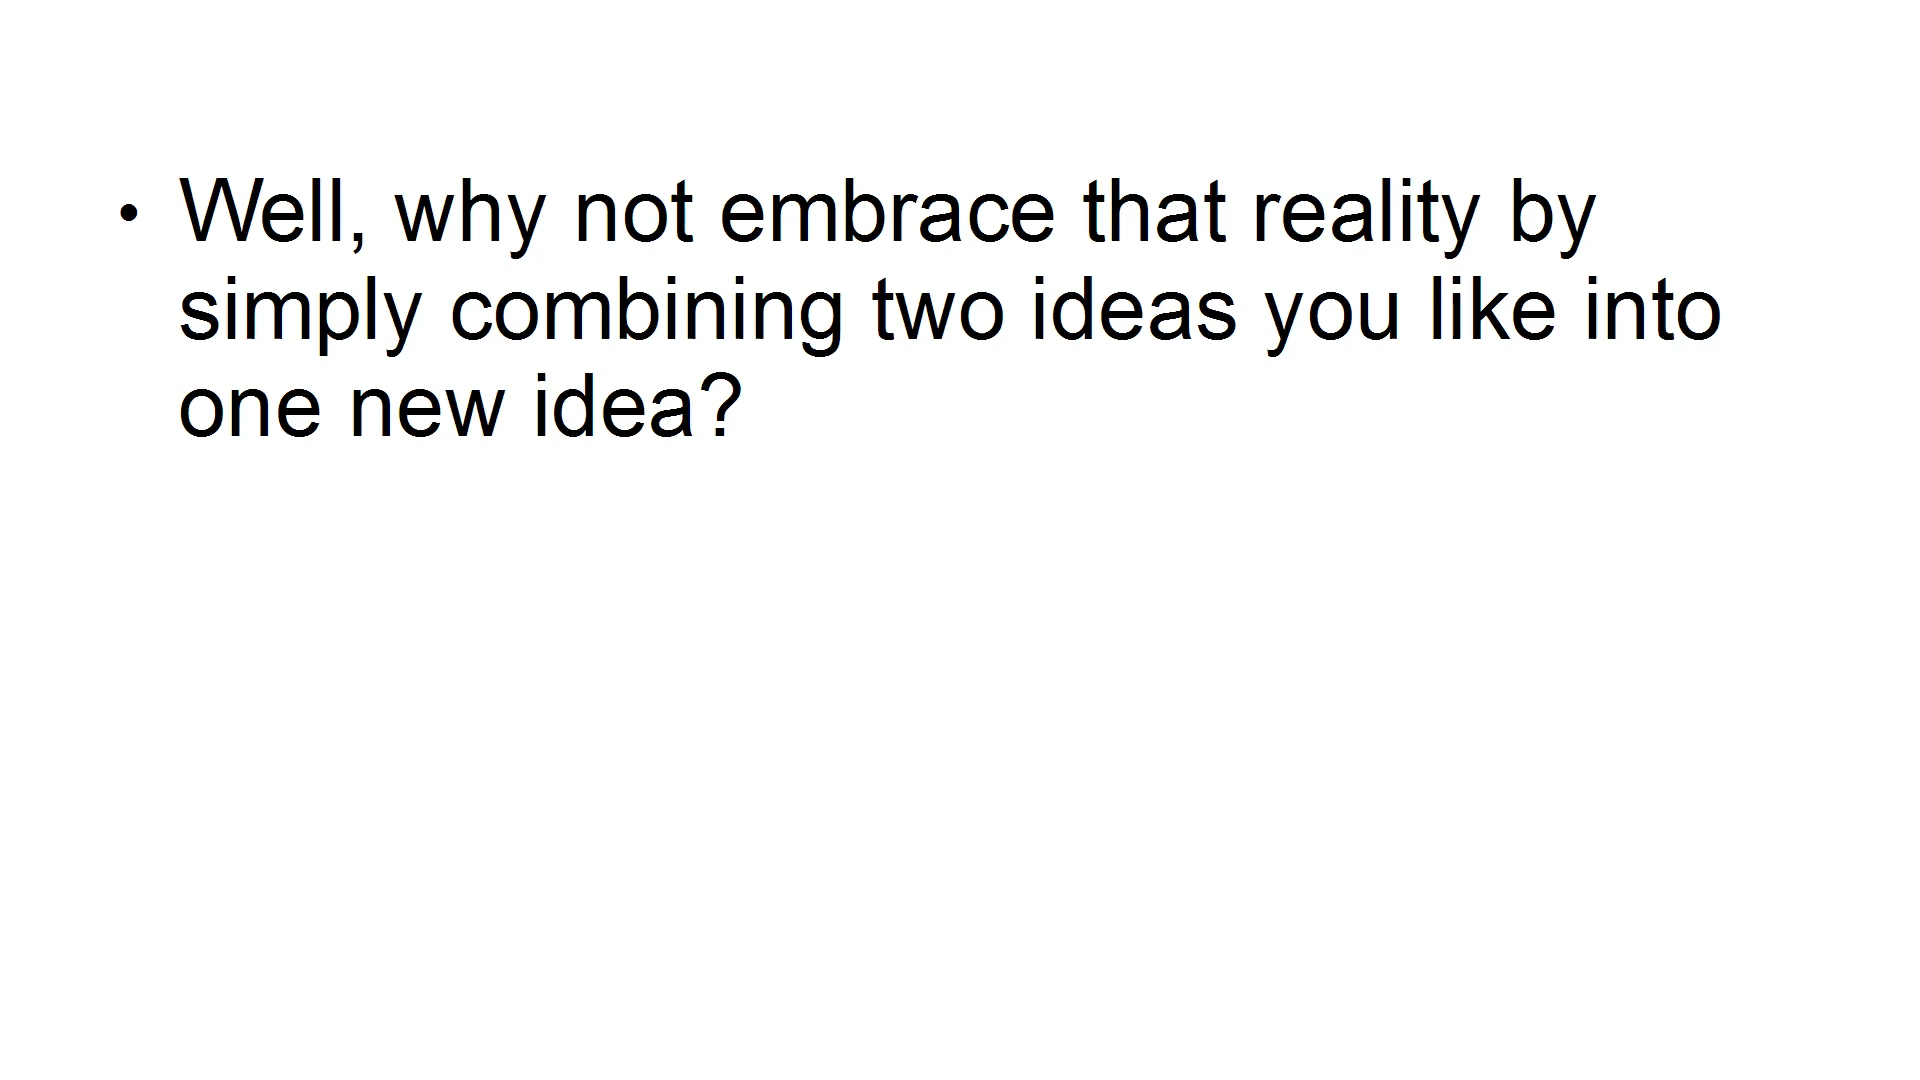 • Well, why not embrace that reality by
simply combining two ideas you like into
one new idea?